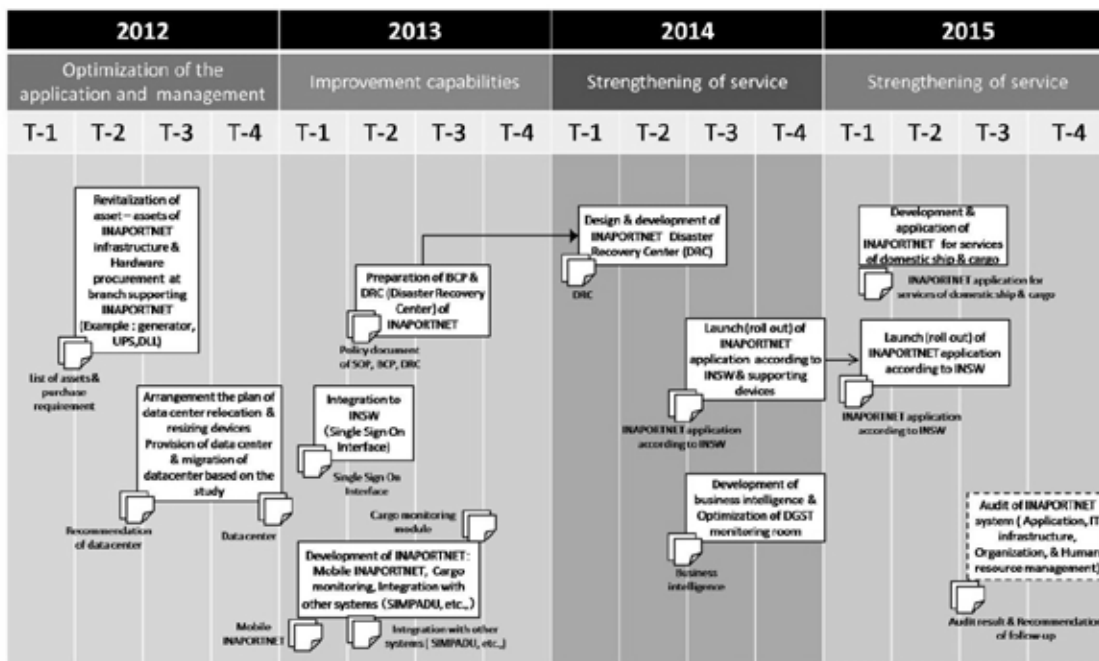 2012
2013
2014
2015
Optimization of the
application and management
Improvement capabilities
Strengthening of service
Strengthening of service
T-1 T-2 T-3 T-4
T-1 T-2 T-3 T-4
T-1 T-2 T-3 T-4
T-1 T-2 T-3 T-4
Revitalization of
asset – assets of
INAPORTNET
infrastructure &
Hardware
procurement at
branch supporting
INAPORTNET
(Example : generator,
UPS,DLL)
List of assets &
purchase
requirement
Arrangement the plan of
data center relocation &
resizing devices
Provision of data center
& migration of
datacenter based on the
study
Recommendation
of data center
Data center
Preparation of BCP &
DRC (Disaster Recovery
Center) of
INAPORTNET
Policy document
of SOP, BCP, DRC
Integration to
INSW
(Single Sign On
Interface)
Single Sign On
Interface
Cargo monitoring
module
Development of INAPORTNET:
Mobile INAPORTNET, Cargo
monitoring, Integration with
other systems (SIMPADU, etc.,)
Mobile
INAPORTNET
Integration with other
systems ( SIMPADU, etc.,)
Design & development of
INAPORTNET Disaster
Recovery Center (DRC)
DRC
Launch (roll out) of
INAPORTNET
application according to
INSW & supporting
devices
INAPORTNET application
according to INSW
Development of
business intelligence &
Optimization of DGST
monitoring room
Business
intelligence
Development &
application of
INAPORTNET for services
of domestic ship & cargo
INAPORTNET application for
services of domestic ship & cargo
Launch (roll out) of
INAPORTNET application
according to INSW
INAPORTNET application
according to INSW
Audit of INAPORTNET
system ( Application, IT
infrastructure,
Organization, & Human
resource management)
Audit result & Recommendation
of follow-up